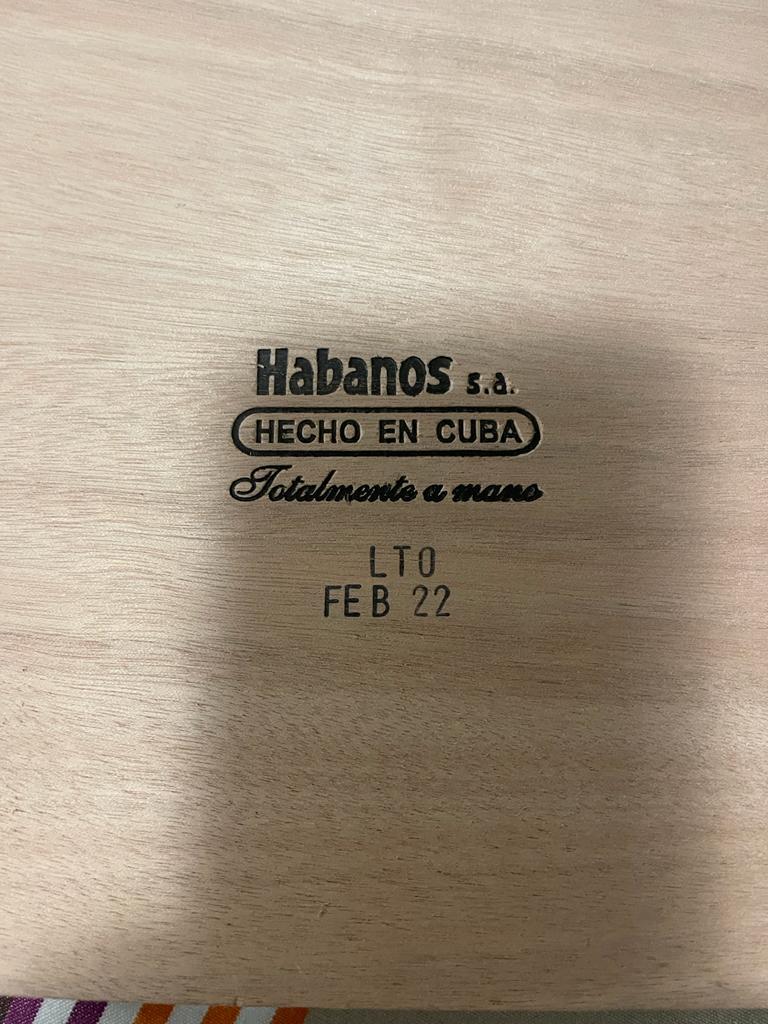 Habanos s.a.
HECHO EN CUBA
Totalmente a mano
LTO
FEB 22